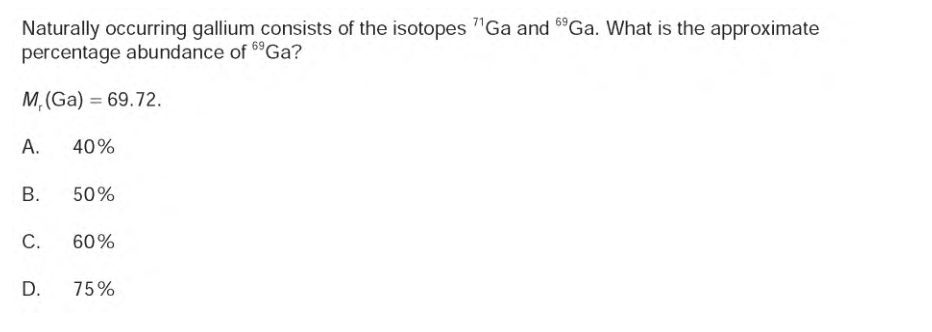 Naturally occurring gallium consists of the isotopes ⁷¹Ga and ⁶⁹Ga. What is the approximate
percentage abundance of ⁶⁹Ga?
Mᵣ(Ga) = 69.72.
A. 40%
B. 50%
C. 60%
D. 75%